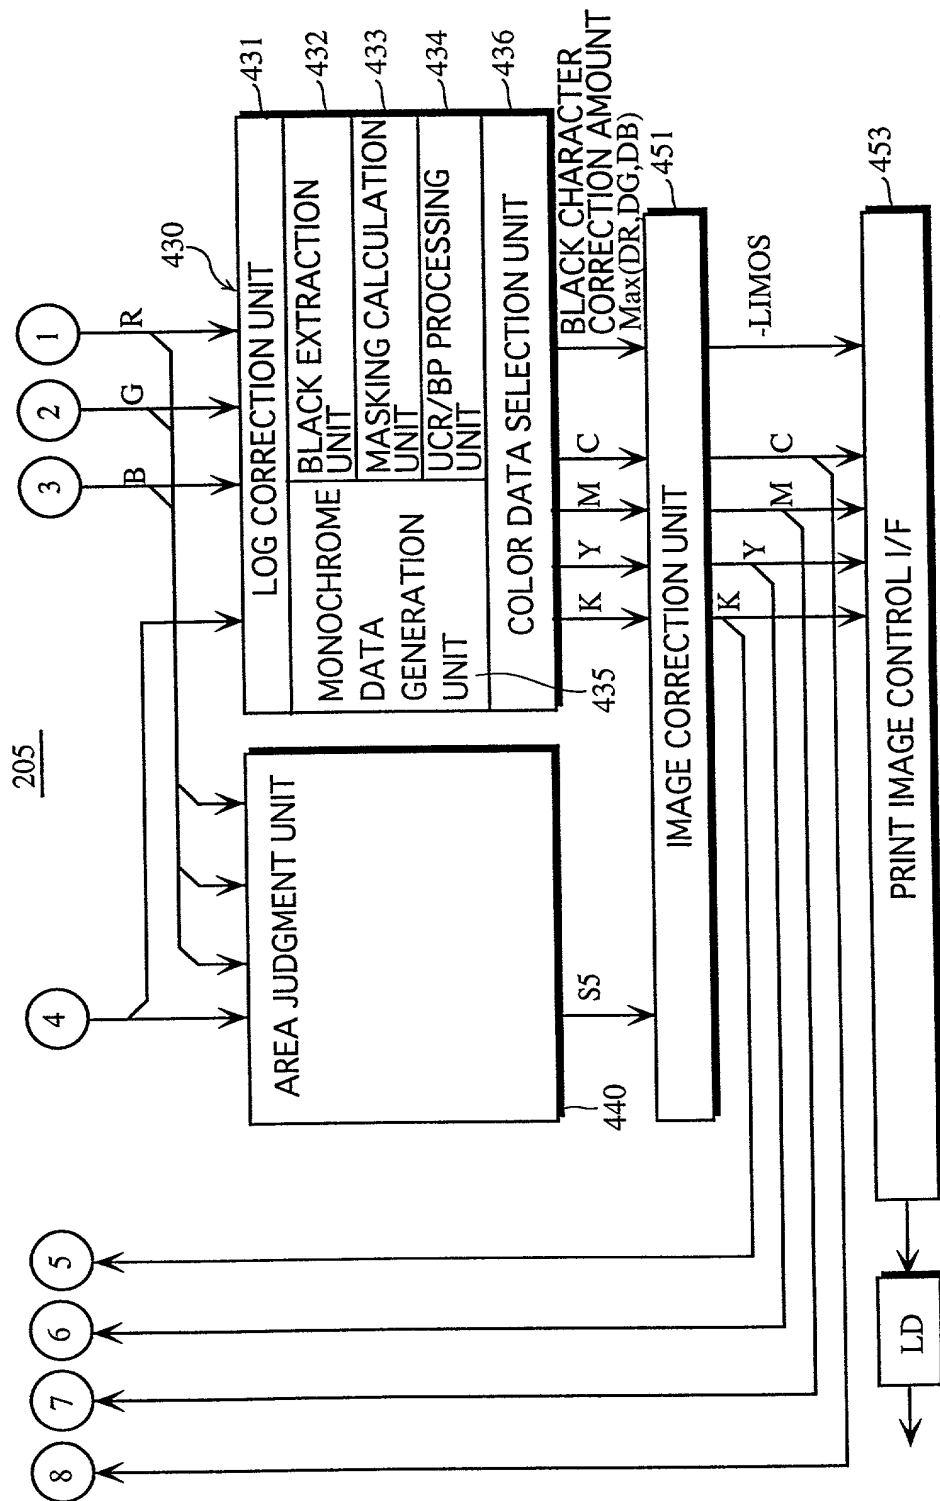 205
1
2
3
4
5
6
7
8
R
G
B
430
LOG CORRECTION UNIT
431
BLACK EXTRACTION
UNIT
432
MASKING CALCULATION
UNIT
433
UCR/BP PROCESSING
UNIT
434
MONOCHROME
DATA
GENERATION
UNIT
435
COLOR DATA SELECTION UNIT
436
AREA JUDGMENT UNIT
440
S5
K
Y
M
C
BLACK CHARACTER
CORRECTION AMOUNT
Max(DR,DG,DB)
IMAGE CORRECTION UNIT
451
K
Y
M
C
-LIMOS
PRINT IMAGE CONTROL I/F
453
LD